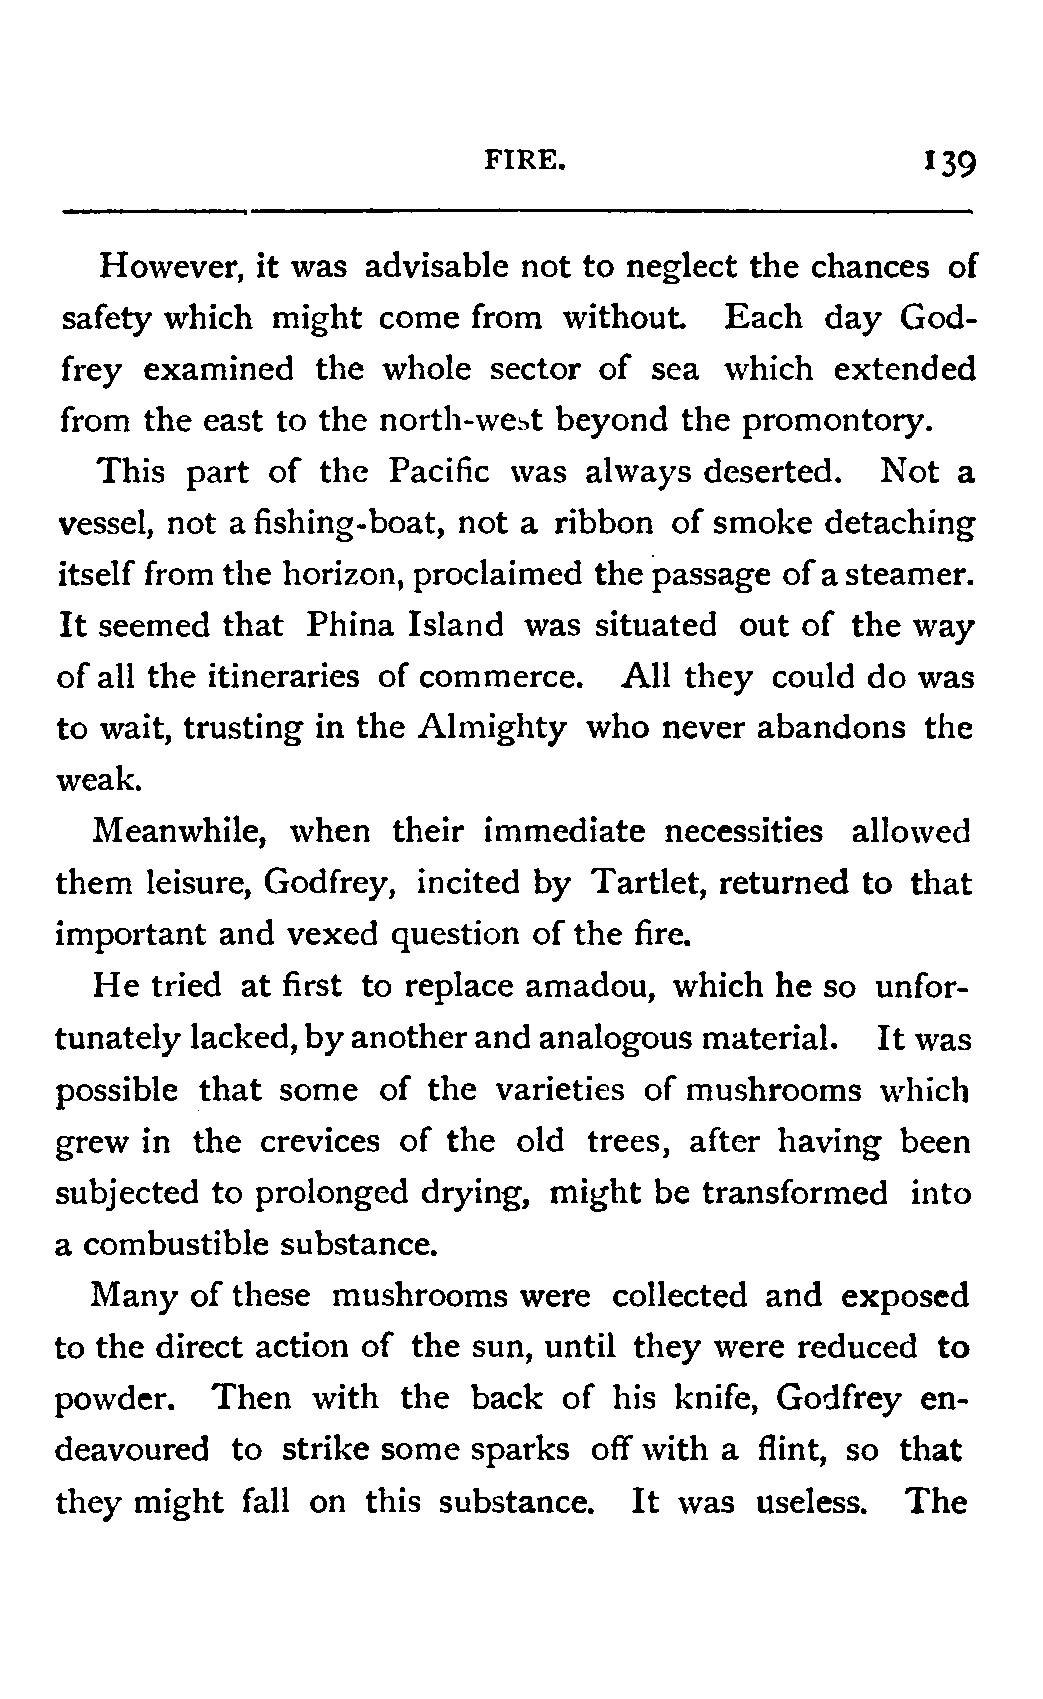 FIRE. 139
However, it was advisable not to neglect the chances of
safety which might come from without. Each day God-
frey examined the whole sector of sea which extended
from the east to the north-west beyond the promontory.
This part of the Pacific was always deserted. Not a
vessel, not a fishing-boat, not a ribbon of smoke detaching
itself from the horizon, proclaimed the passage of a steamer.
It seemed that Phina Island was situated out of the way
of all the itineraries of commerce. All they could do was
to wait, trusting in the Almighty who never abandons the
weak.
Meanwhile, when their immediate necessities allowed
them leisure, Godfrey, incited by Tartlet, returned to that
important and vexed question of the fire.
He tried at first to replace amadou, which he so unfor-
tunately lacked, by another and analogous material. It was
possible that some of the varieties of mushrooms which
grew in the crevices of the old trees, after having been
subjected to prolonged drying, might be transformed into
a combustible substance.
Many of these mushrooms were collected and exposed
to the direct action of the sun, until they were reduced to
powder. Then with the back of his knife, Godfrey en-
deavoured to strike some sparks off with a flint, so that
they might fall on this substance. It was useless. The